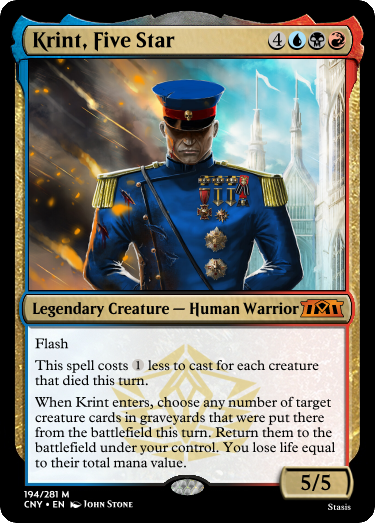 Krint, Five Star 4
Legendary Creature — Human Warrior
Flash
This spell costs 1 less to cast for each creature
that died this turn.
When Krint enters, choose any number of target
creature cards in graveyards that were put there
from the battlefield this turn. Return them to the
battlefield under your control. You lose life equal
to their total mana value.
5/5
194/281 M
CNY • EN John Stone
Stasis